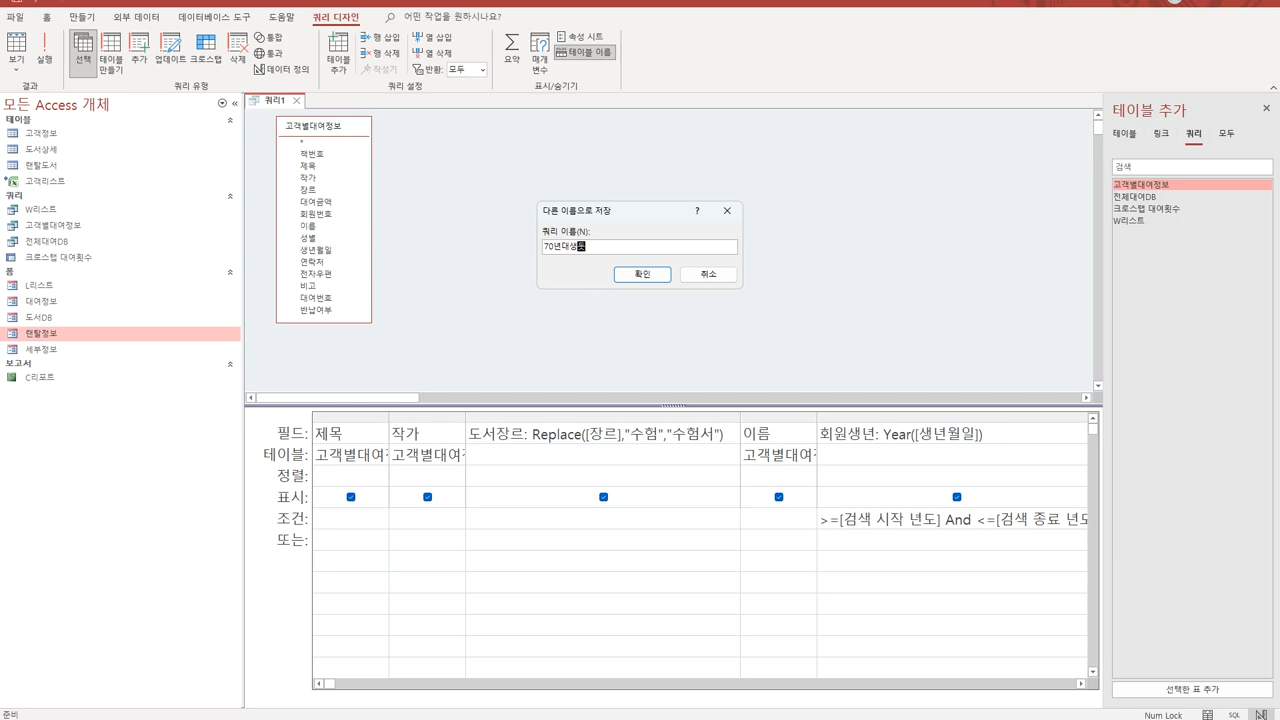 파일 홈 만들기 외부 데이터 데이터베이스 도구 도움말 쿼리 디자인 어떤 작업을 원하시나요?
보기
실행
선택
테이블 만들기
추가
업데이트
크로스탭
삭제
통합
통과
데이터 정의
테이블 추가
행 삽입
행 삭제
작성기
열 삽입
열 삭제
반환: 모두
요약
매개 변수
속성 시트
테이블 이름
결과 쿼리 유형 쿼리 설정 표시/숨기기
모든 Access 개체
테이블
고객정보
도서상세
랜탈도서
고객리스트
쿼리
W리스트
고객별대여정보
전체대여DB
크로스탭 대여횟수
폼
L리스트
대여정보
도서DB
랜탈정보
세부정보
보고서
C리포트
쿼리1
고객별대여정보
*
책번호
제목
작가
장르
대여금액
회원번호
이름
성별
생년월일
연락처
전자우편
비고
대여번호
반납여부
다른 이름으로 저장 ?
쿼리 이름(N):
70년대생
확인 취소
필드: 제목 작가 도서장르: Replace([장르],"수험","수험서") 이름 회원생년: Year([생년월일])
테이블: 고객별대여정 고객별대여정 고객별대여정
정렬:
표시:
조건: >=[검색 시작 년도] And <=[검색 종료 년도
또는:
테이블 추가
테이블 링크 쿼리 모두
검색
고객별대여정보
전체대여DB
크로스탭 대여횟수
W리스트
선택한 표 추가
준비 Num Lock SQL